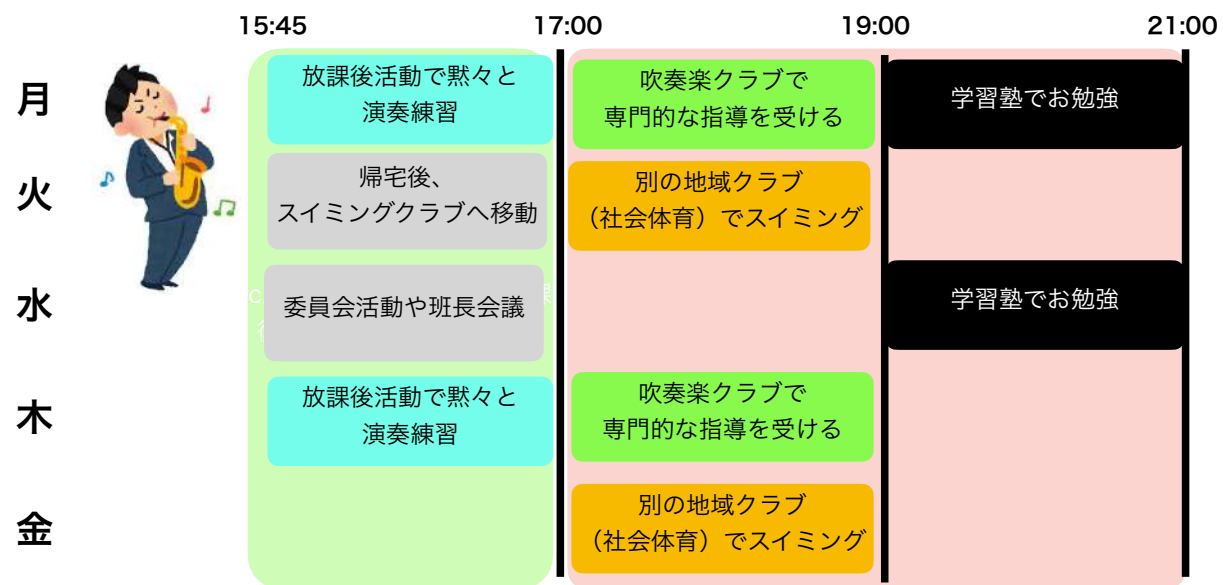 15:45 17:00 19:00 21:00
月
放課後活動で黙々と
演奏練習
吹奏楽クラブで
専門的な指導を受ける
学習塾でお勉強
火
帰宅後、
スイミングクラブへ移動
別の地域クラブ
（社会体育）でスイミング
水
委員会活動や班長会議
学習塾でお勉強
木
放課後活動で黙々と
演奏練習
吹奏楽クラブで
専門的な指導を受ける
金
別の地域クラブ
（社会体育）でスイミング